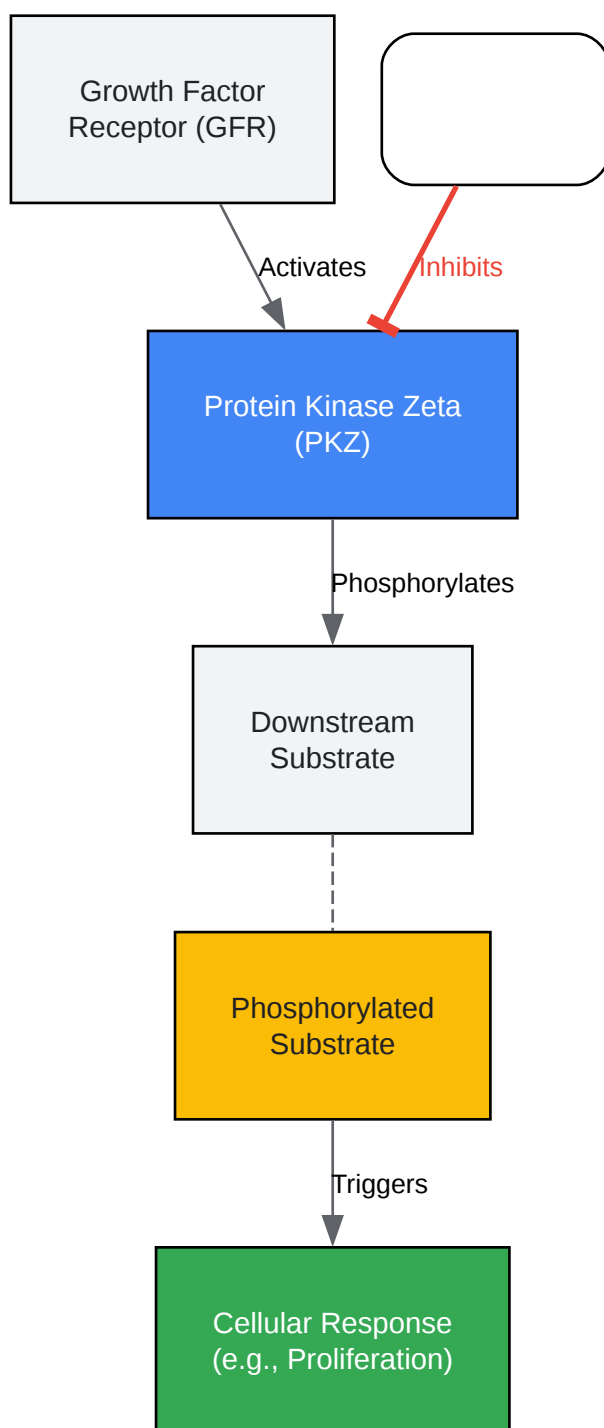 Growth Factor
Receptor (GFR)
Activates
Inhibits
Protein Kinase Zeta
(PKZ)
Phosphorylates
Downstream
Substrate
Phosphorylated
Substrate
Triggers
Cellular Response
(e.g., Proliferation)